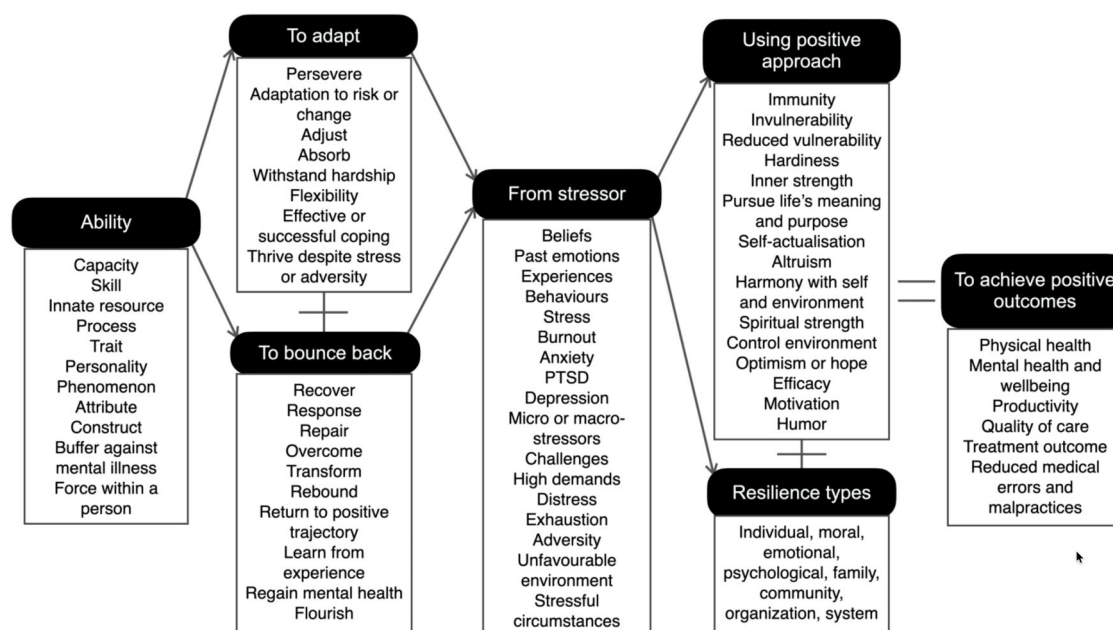 Ability
Capacity
Skill
Innate resource
Process
Trait
Personality
Phenomenon
Attribute
Construct
Buffer against
mental illness
Force within a
person
To adapt
Persevere
Adaptation to risk or
change
Adjust
Absorb
Withstand hardship
Flexibility
Effective or
successful coping
Thrive despite stress
or adversity
To bounce back
Recover
Response
Repair
Overcome
Transform
Rebound
Return to positive
trajectory
Learn from
experience
Regain mental health
Flourish
From stressor
Beliefs
Past emotions
Experiences
Behaviours
Stress
Burnout
Anxiety
PTSD
Depression
Micro or macro-
stressors
Challenges
High demands
Distress
Exhaustion
Adversity
Unfavourable
environment
Stressful
circumstances
Using positive
approach
Immunity
Invulnerability
Reduced vulnerability
Hardiness
Inner strength
Pursue life's meaning
and purpose
Self-actualisation
Altruism
Harmony with self
and environment
Spiritual strength
Control environment
Optimism or hope
Efficacy
Motivation
Humor
Resilience types
Individual, moral,
emotional,
psychological, family,
community,
organization, system
To achieve positive
outcomes
Physical health
Mental health and
wellbeing
Productivity
Quality of care
Treatment outcome
Reduced medical
errors and
malpractices